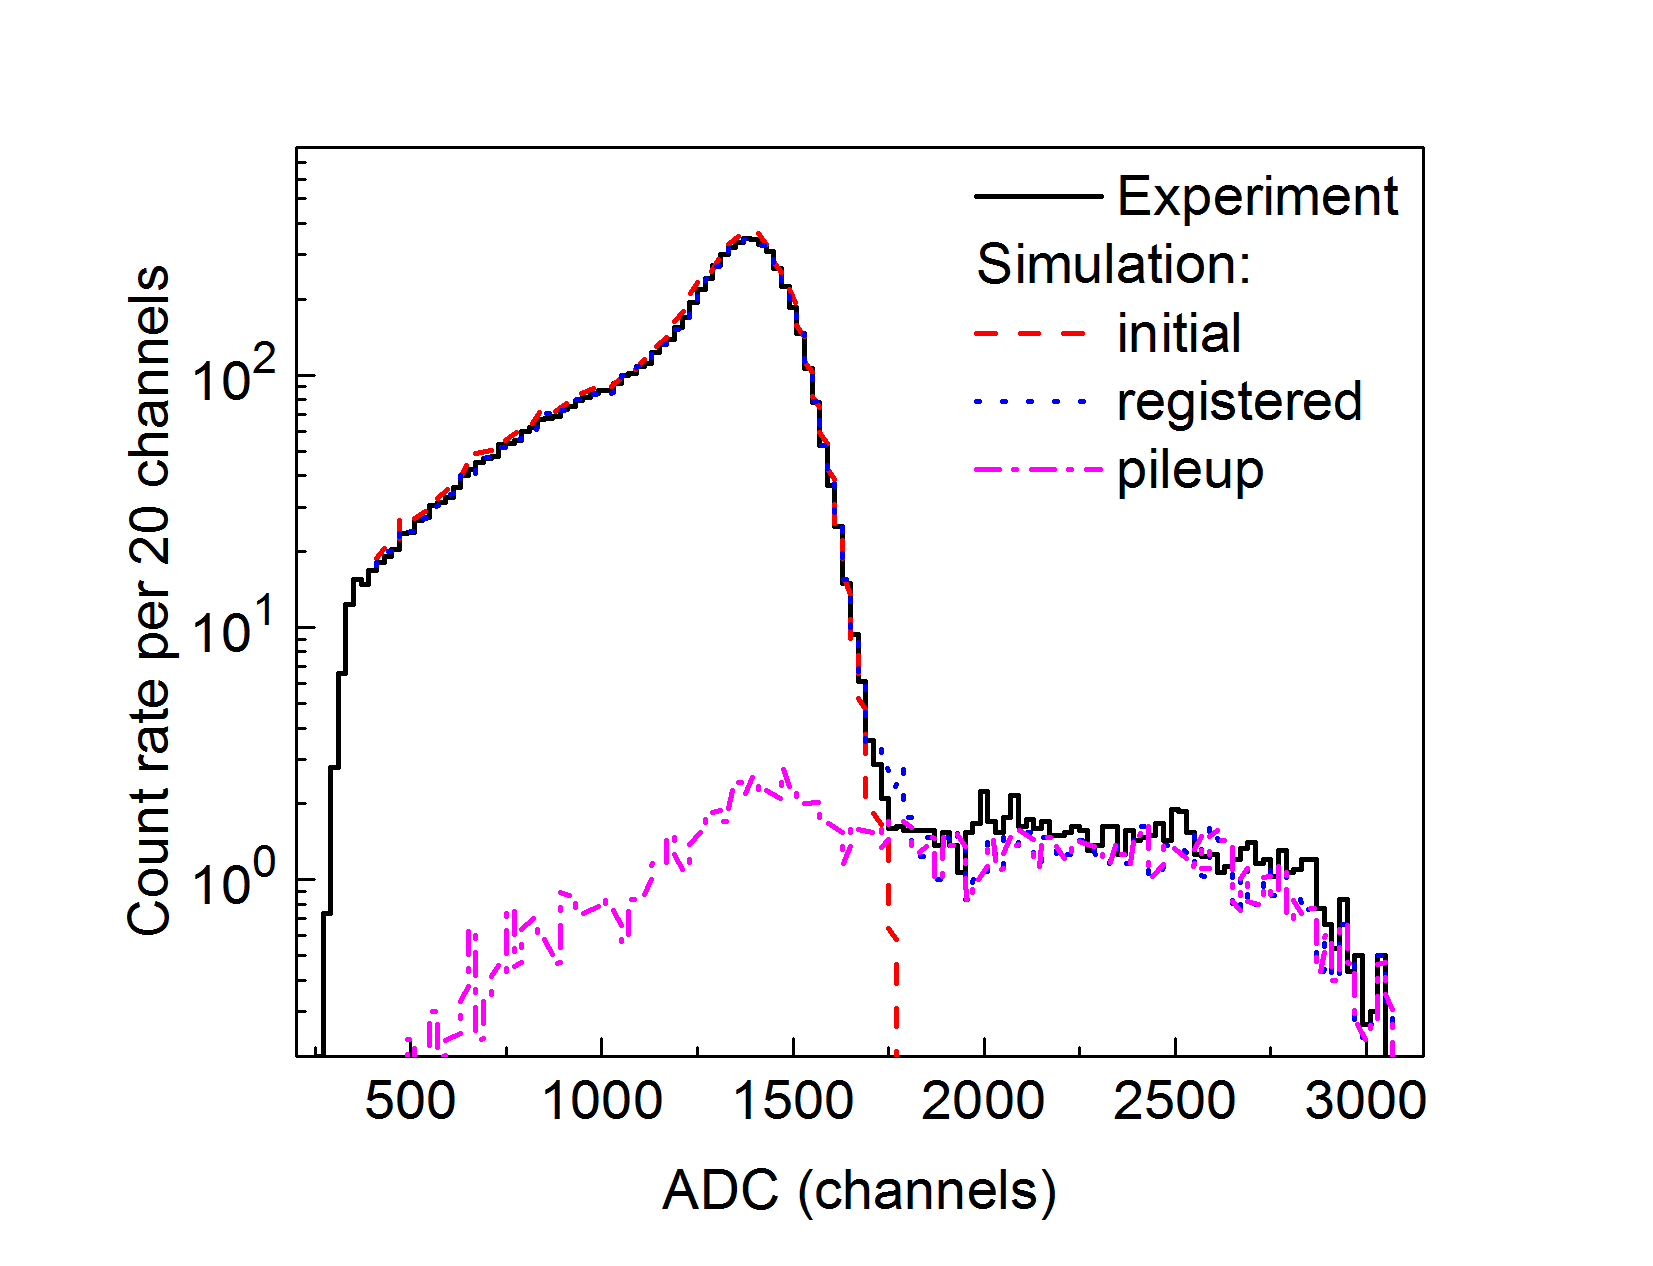 Experiment
Simulation:
initial
registered
pileup
Count rate per 20 channels
10^2
10^1
10^0
500 1000 1500 2000 2500 3000
ADC (channels)